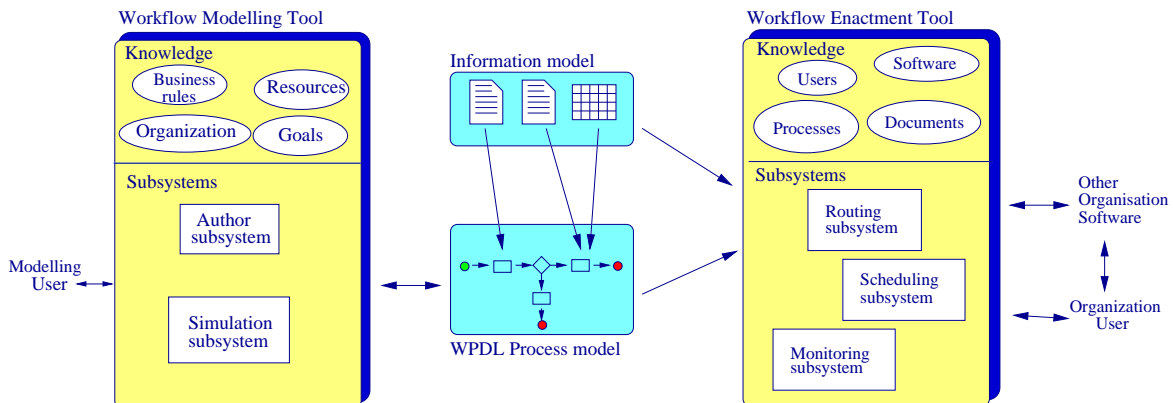 Workflow Modelling Tool
Knowledge
Business
rules
Resources
Organization
Goals
Subsystems
Author
subsystem
Simulation
subsystem
Modelling
User
Information model
WPDL Process model
Workflow Enactment Tool
Knowledge
Users
Software
Processes
Documents
Subsystems
Routing
subsystem
Scheduling
subsystem
Monitoring
subsystem
Other
Organisation
Software
Organization
User